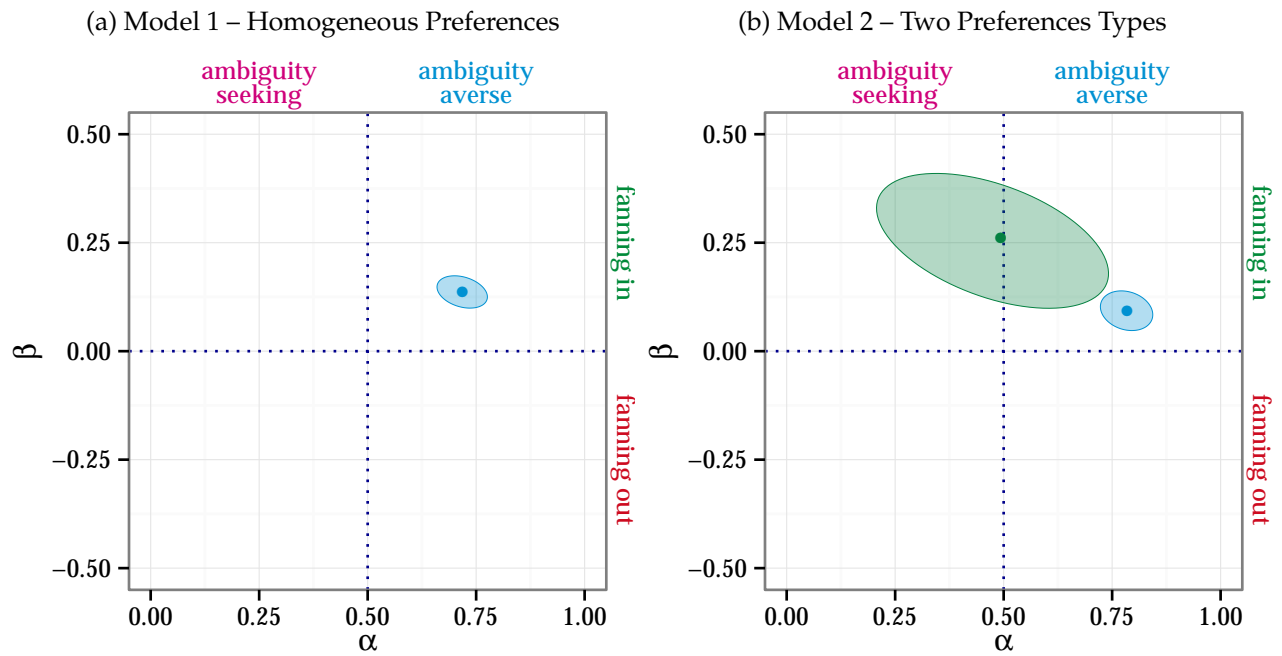 (a) Model 1 – Homogeneous Preferences
ambiguity
seeking
ambiguity
averse
0.50
0.25
0.00
−0.25
−0.50
β
fanning in
fanning out
0.00
0.25
0.50
0.75
1.00
α
(b) Model 2 – Two Preferences Types
ambiguity
seeking
ambiguity
averse
0.50
0.25
0.00
−0.25
−0.50
β
fanning in
fanning out
0.00
0.25
0.50
0.75
1.00
α